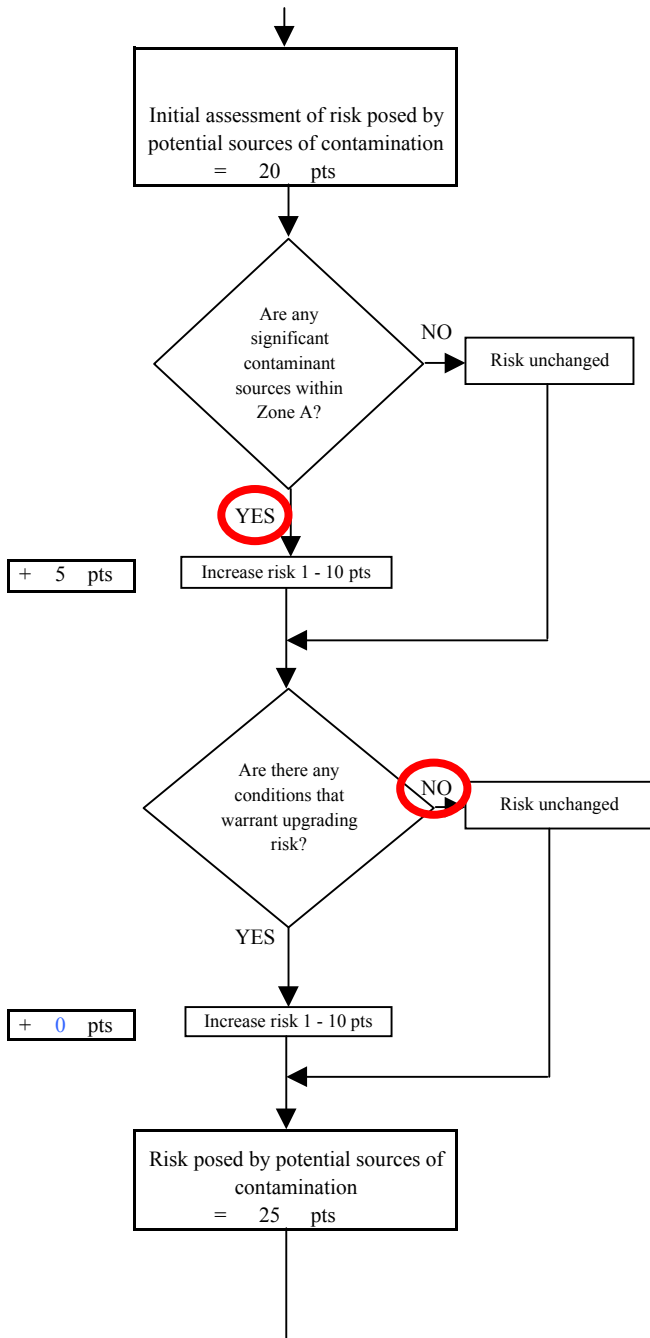 Initial assessment of risk posed by
potential sources of contamination
= 20 pts
Are any
significant
contaminant
sources within
Zone A?
NO
Risk unchanged
YES
+ 5 pts
Increase risk 1 - 10 pts
Are there any
conditions that
warrant upgrading
risk?
NO
Risk unchanged
YES
+ 0 pts
Increase risk 1 - 10 pts
Risk posed by potential sources of
contamination
= 25 pts